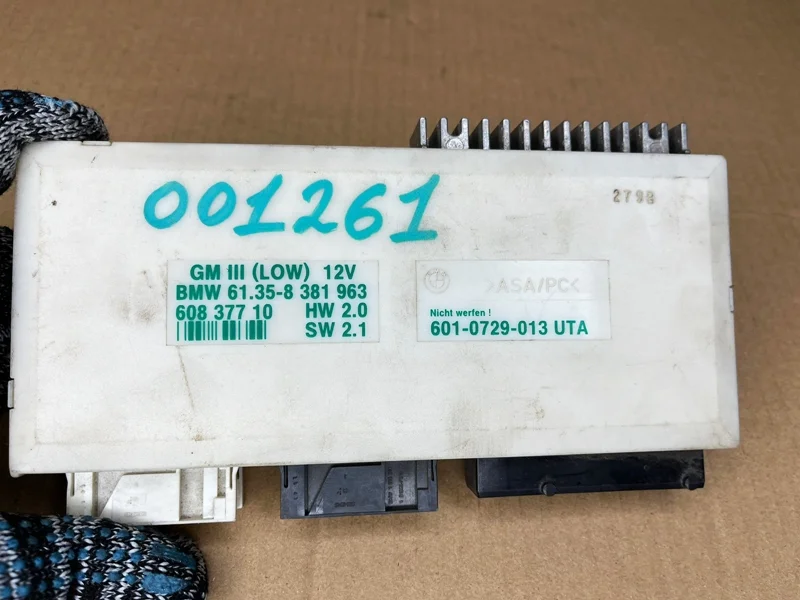 001261
2798
GM III (LOW) 12V
BMW 61.35-8 381 963
608 377 10 HW 2.0
SW 2.1
>ASA/PC<
Nicht werfen !
601-0729-013 UTA